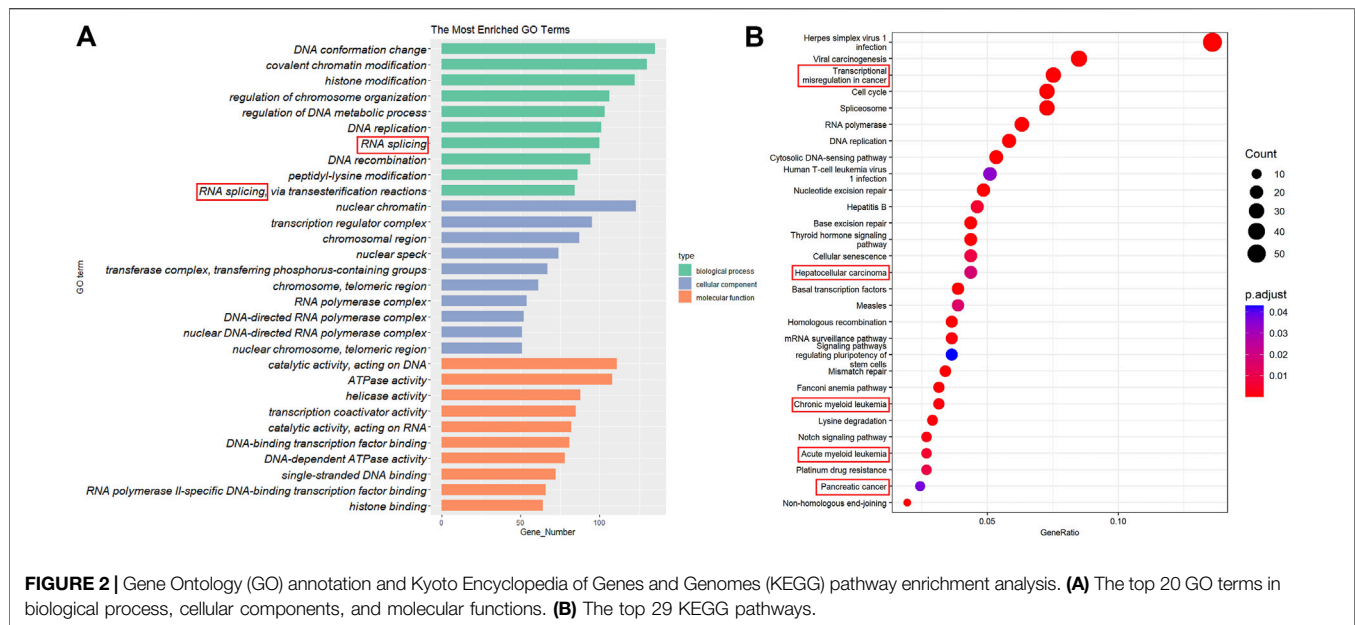 A
The Most Enriched GO Terms
DNA conformation change
covalent chromatin modification
histone modification
regulation of chromosome organization
regulation of DNA metabolic process
DNA replication
RNA splicing
DNA recombination
peptidyl-lysine modification
RNA splicing, via transesterification reactions
nuclear chromatin
transcription regulator complex
chromosomal region
nuclear speck
transferase complex, transferring phosphorus-containing groups
chromosome, telomeric region
RNA polymerase complex
DNA-directed RNA polymerase complex
nuclear DNA-directed RNA polymerase complex
nuclear chromosome, telomeric region
catalytic activity, acting on DNA
ATPase activity
helicase activity
transcription coactivator activity
catalytic activity, acting on RNA
DNA-binding transcription factor binding
DNA-dependent ATPase activity
single-stranded DNA binding
RNA polymerase II-specific DNA-binding transcription factor binding
histone binding
GO term
0
50
100
Gene_Number
type
biological process
cellular component
molecular function
B
Herpes simplex virus 1
infection
Viral carcinogenesis
Transcriptional
misregulation in cancer
Cell cycle
Spliceosome
RNA polymerase
DNA replication
Cytosolic DNA-sensing pathway
Human T-cell leukemia virus
1 infection
Nucleotide excision repair
Hepatitis B
Base excision repair
Thyroid hormone signaling
pathway
Cellular senescence
Hepatocellular carcinoma
Basal transcription factors
Measles
Homologous recombination
mRNA surveillance pathway
Signaling pathways
regulating pluripotency of
stem cells
Mismatch repair
Fanconi anemia pathway
Chronic myeloid leukemia
Lysine degradation
Notch signaling pathway
Acute myeloid leukemia
Platinum drug resistance
Pancreatic cancer
Non-homologous end-joining
0.05
0.10
GeneRatio
Count
10
20
30
40
50
p.adjust
0.04
0.03
0.02
0.01
FIGURE 2 | Gene Ontology (GO) annotation and Kyoto Encyclopedia of Genes and Genomes (KEGG) pathway enrichment analysis. (A) The top 20 GO terms in
biological process, cellular components, and molecular functions. (B) The top 29 KEGG pathways.